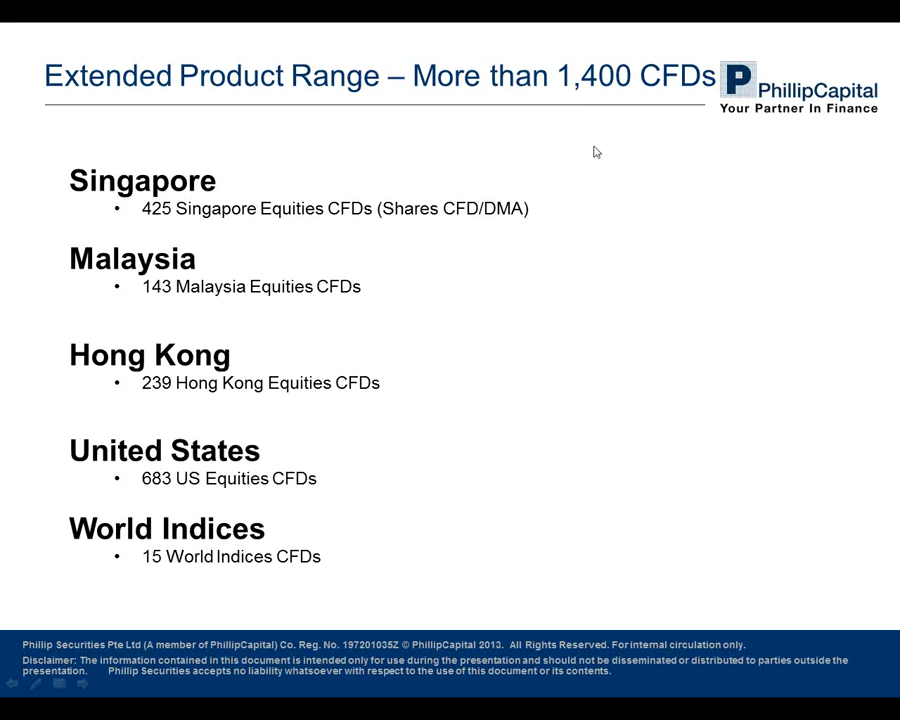 Extended Product Range – More than 1,400 CFDs
P PhillipCapital
Your Partner In Finance
Singapore
• 425 Singapore Equities CFDs (Shares CFD/DMA)
Malaysia
• 143 Malaysia Equities CFDs
Hong Kong
• 239 Hong Kong Equities CFDs
United States
• 683 US Equities CFDs
World Indices
• 15 World Indices CFDs
Phillip Securities Pte Ltd (A member of PhillipCapital) Co. Reg. No. 197201035Z © PhillipCapital 2013. All Rights Reserved. For internal circulation only.
Disclaimer: The information contained in this document is intended only for use during the presentation and should not be disseminated or distributed to parties outside the
presentation. Phillip Securities accepts no liability whatsoever with respect to the use of this document or its contents.